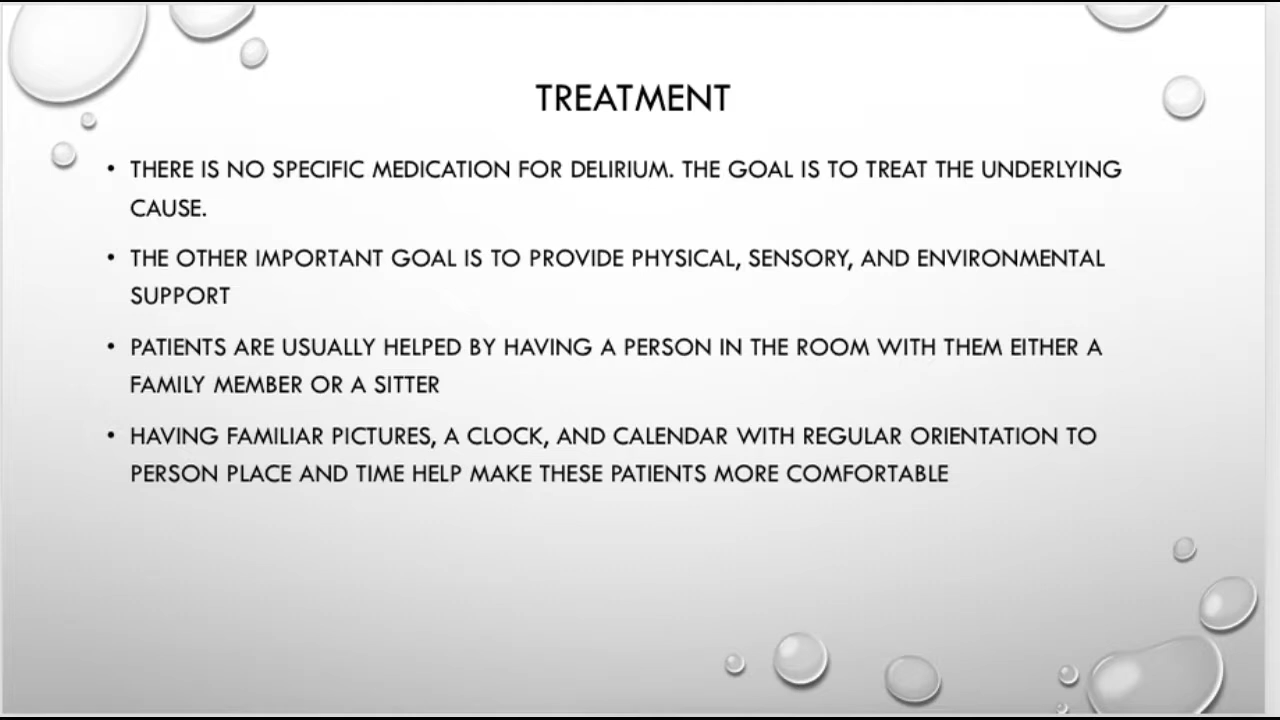 TREATMENT
• THERE IS NO SPECIFIC MEDICATION FOR DELIRIUM. THE GOAL IS TO TREAT THE UNDERLYING
CAUSE.
• THE OTHER IMPORTANT GOAL IS TO PROVIDE PHYSICAL, SENSORY, AND ENVIRONMENTAL
SUPPORT
• PATIENTS ARE USUALLY HELPED BY HAVING A PERSON IN THE ROOM WITH THEM EITHER A
FAMILY MEMBER OR A SITTER
• HAVING FAMILIAR PICTURES, A CLOCK, AND CALENDAR WITH REGULAR ORIENTATION TO
PERSON PLACE AND TIME HELP MAKE THESE PATIENTS MORE COMFORTABLE